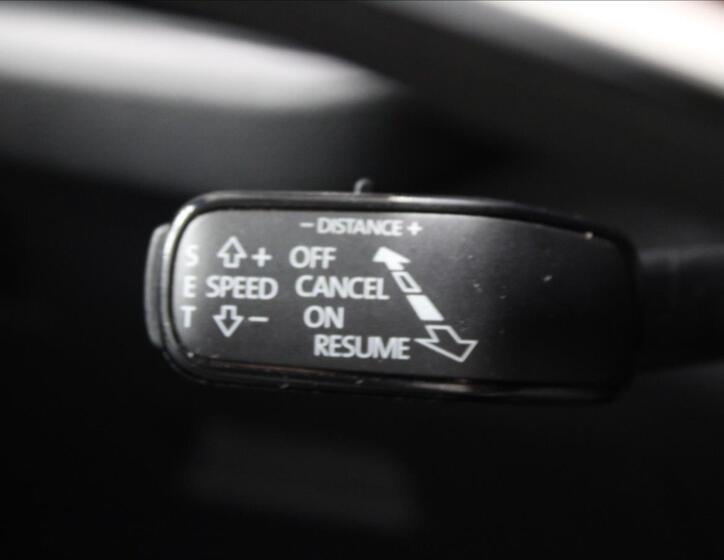 - DISTANCE +
S + OFF
E SPEED CANCEL
T - ON
RESUME